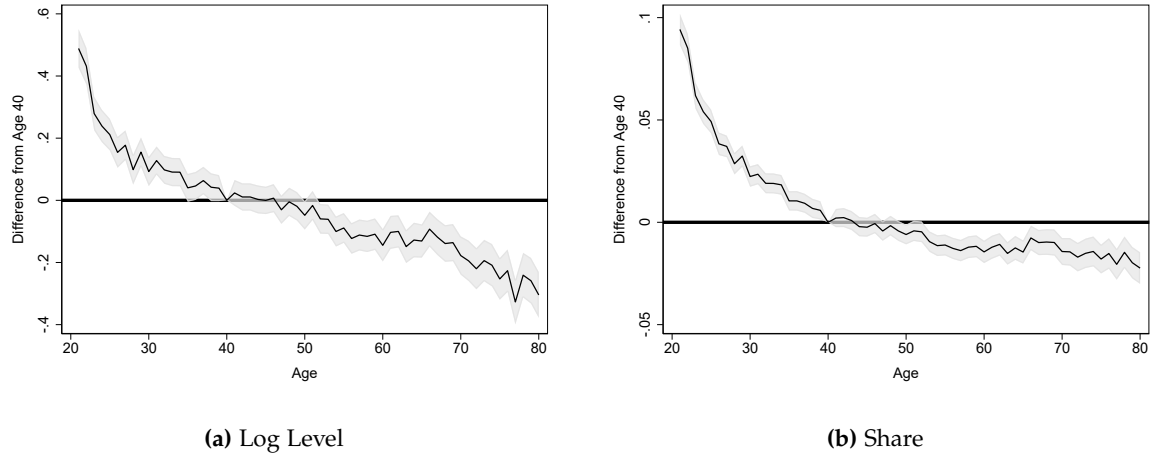 .6
.4
.2
0
-.2
-.4
Difference from Age 40
20 30 40 50 60 70 80
Age
(a) Log Level
.1
.05
0
-.05
Difference from Age 40
20 30 40 50 60 70 80
Age
(b) Share